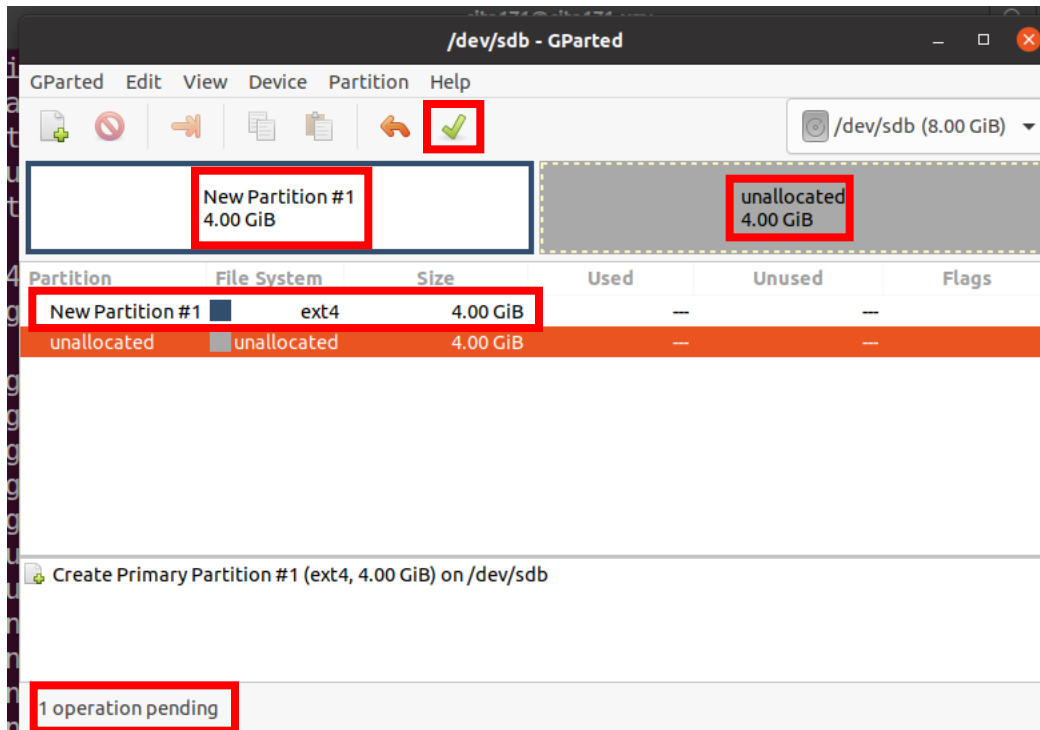 /dev/sdb - GParted
GParted Edit View Device Partition Help
/dev/sdb (8.00 GiB)
New Partition #1
4.00 GiB
unallocated
4.00 GiB
Partition File System Size Used Unused Flags
New Partition #1 ext4 4.00 GiB --- ---
unallocated unallocated 4.00 GiB --- ---
Create Primary Partition #1 (ext4, 4.00 GiB) on /dev/sdb
1 operation pending